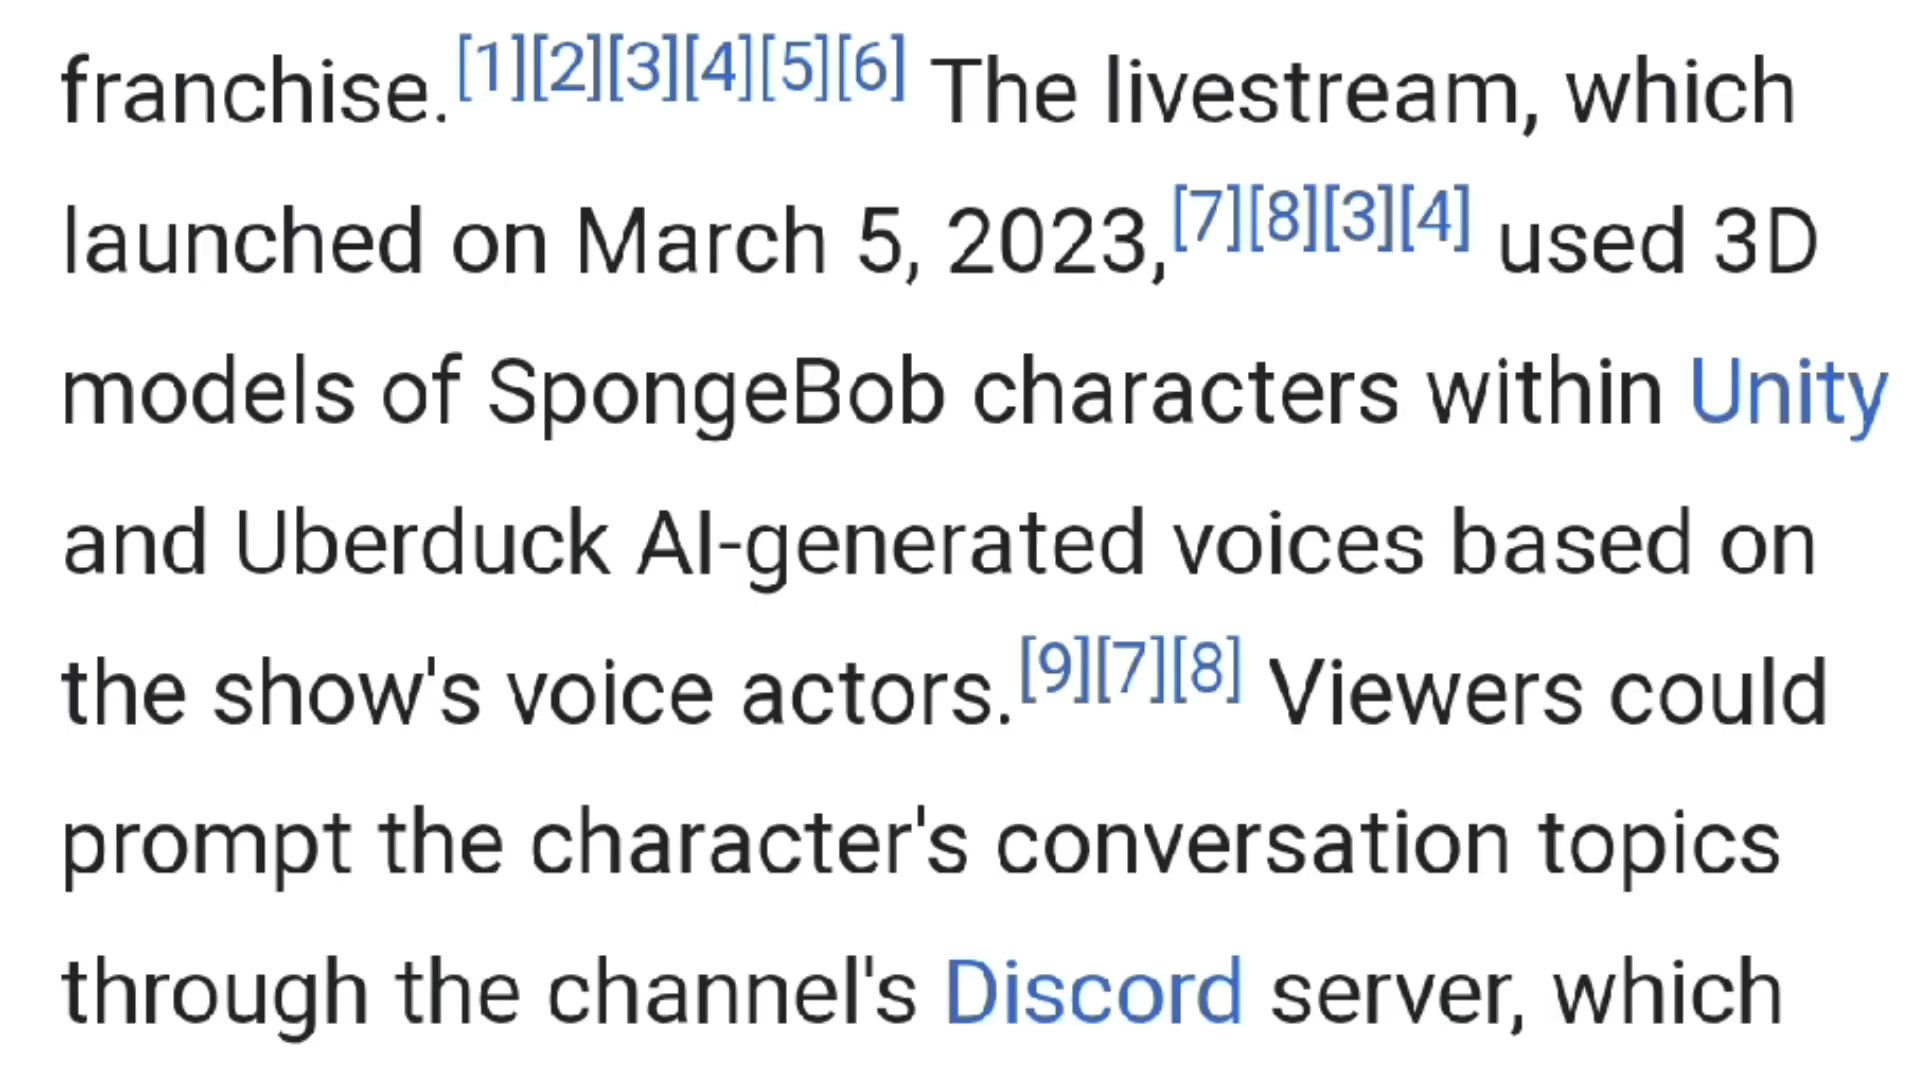 franchise.[1][2][3][4][5][6] The livestream, which
launched on March 5, 2023,[7][8][3][4] used 3D
models of SpongeBob characters within Unity
and Uberduck AI-generated voices based on
the show's voice actors.[9][7][8] Viewers could
prompt the character's conversation topics
through the channel's Discord server, which